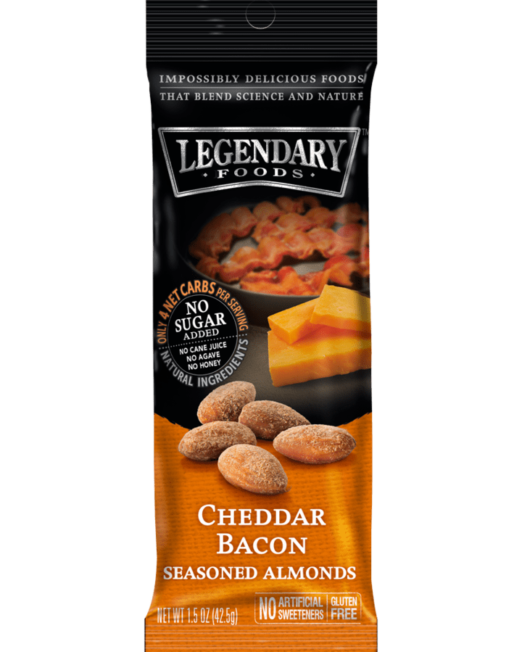 IMPOSSIBLY DELICIOUS FOODS
THAT BLEND SCIENCE AND NATURE
LEGENDARY
TM
• FOODS •
ONLY 4 NET CARBS PER SERVING
NO
SUGAR
ADDED
NO CANE JUICE
NO AGAVE
NO HONEY
NATURAL INGREDIENTS
CHEDDAR
BACON
SEASONED ALMONDS
NET WT 1.5 OZ (42.5g)
NO ARTIFICIAL SWEETENERS
GLUTEN FREE